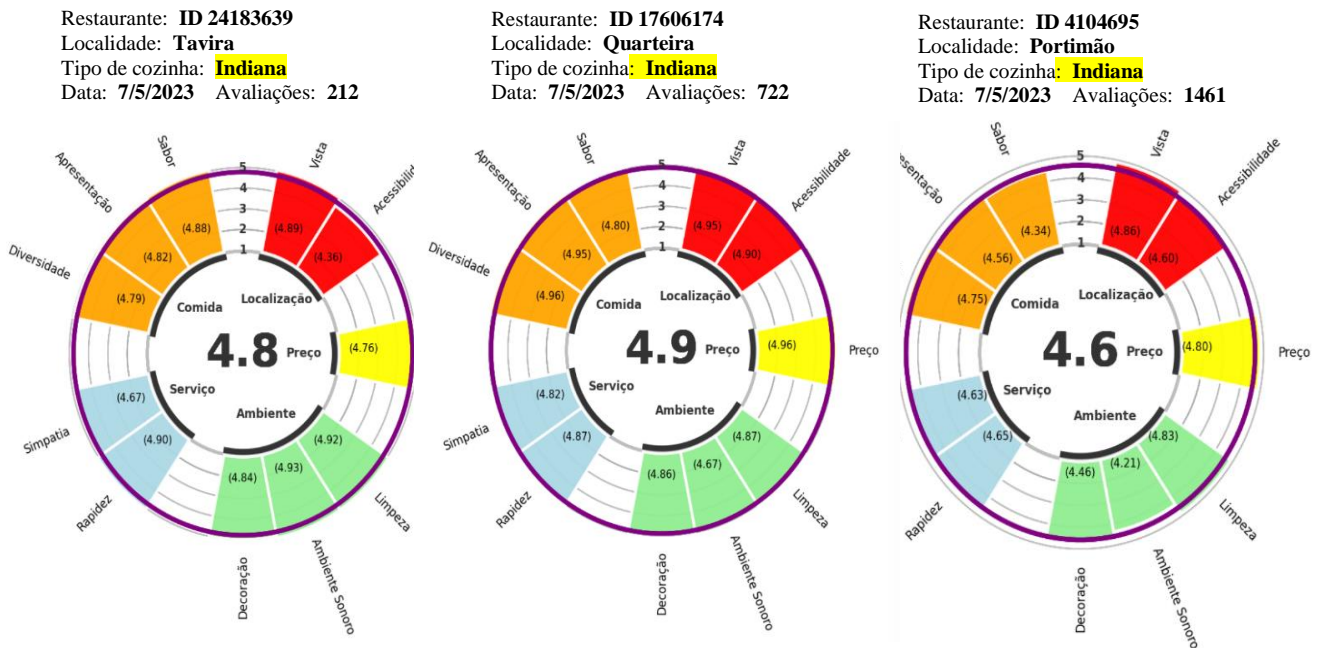 Restaurante: ID 24183639
Localidade: Tavira
Tipo de cozinha: Indiana
Data: 7/5/2023 Avaliações: 212
Sabor
Vista
Apresentação
Acessibilid
Diversidade
5
4
3
2
1
(4.88)
(4.89)
(4.82)
(4.36)
(4.79)
Comida
Localização
4.8
Preço
(4.76)
Serviço
Ambiente
(4.67)
(4.90)
(4.92)
(4.93)
(4.84)
Simpatia
Rapidez
Limpeza
Decoração
Ambiente Sonoro
Restaurante: ID 17606174
Localidade: Quarteira
Tipo de cozinha: Indiana
Data: 7/5/2023 Avaliações: 722
Sabor
Vista
Apresentação
Acessibilidade
Diversidade
5
4
3
2
1
(4.80)
(4.95)
(4.95)
(4.90)
(4.96)
Comida
Localização
4.9
Preço
(4.96)
Preço
Serviço
Ambiente
(4.82)
(4.87)
(4.87)
(4.67)
(4.86)
Simpatia
Rapidez
Limpeza
Decoração
Ambiente Sonoro
Restaurante: ID 4104695
Localidade: Portimão
Tipo de cozinha: Indiana
Data: 7/5/2023 Avaliações: 1461
Sabor
Vista
esentação
Acessibilidade
5
4
3
2
1
(4.34)
(4.86)
(4.56)
(4.60)
(4.75)
Comida
Localização
4.6
Preço
(4.80)
Preço
Serviço
Ambiente
(4.63)
(4.65)
(4.83)
(4.21)
(4.46)
Rapidez
Limpeza
Decoração
Ambiente Sonoro